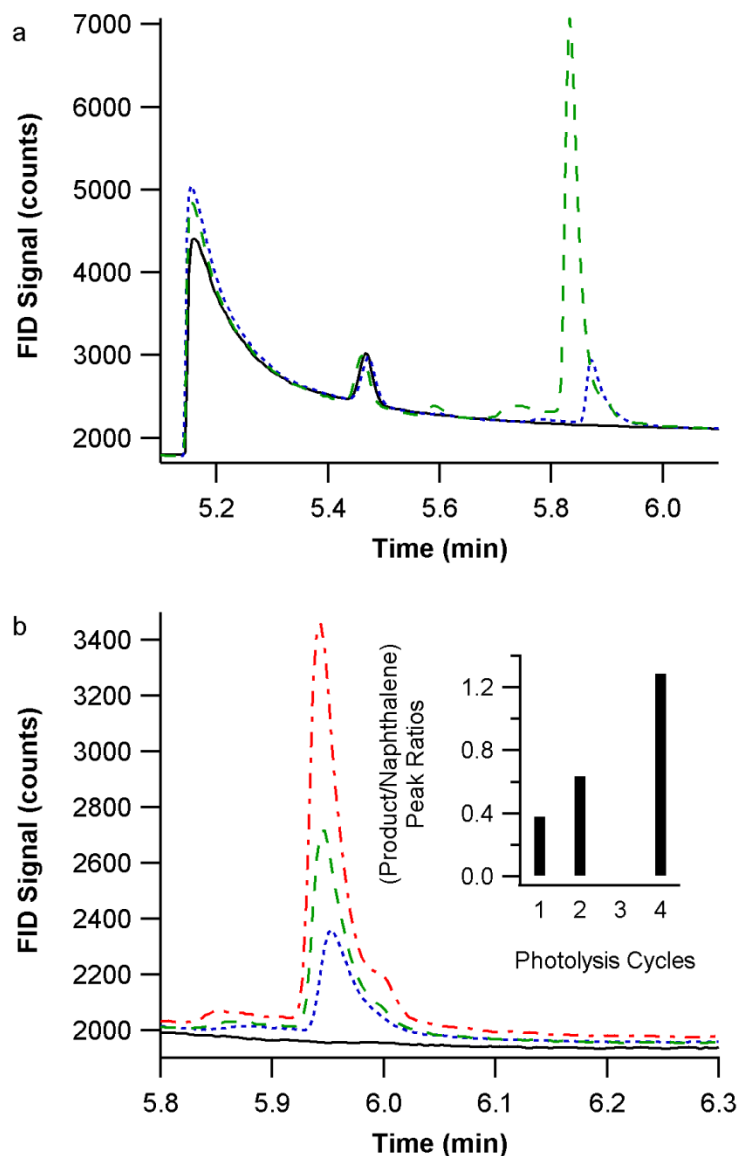 a
FID Signal (counts)
7000
6000
5000
4000
3000
2000
5.2 5.4 5.6 5.8 6.0
Time (min)
b
FID Signal (counts)
3400
3200
3000
2800
2600
2400
2200
2000
(Product/Naphthalene)
Peak Ratios
1.2
0.8
0.4
0.0
1 2 3 4
Photolysis Cycles
5.8 5.9 6.0 6.1 6.2 6.3
Time (min)